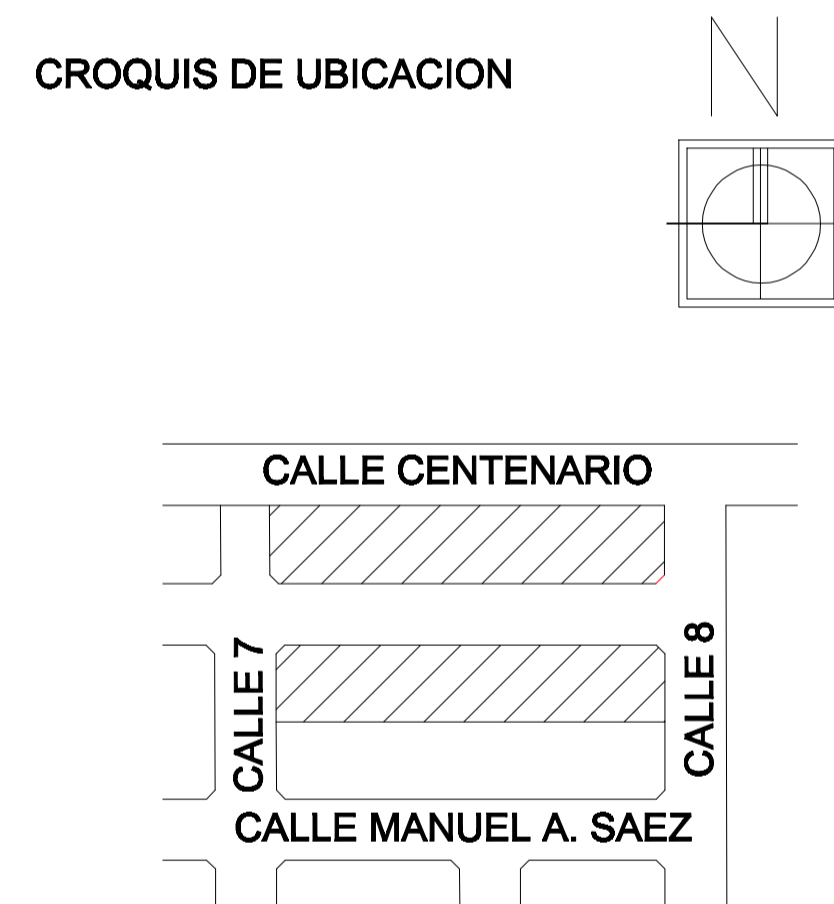 CROQUIS DE UBICACION
N
CALLE CENTENARIO
CALLE 7
CALLE 8
CALLE MANUEL A. SAEZ